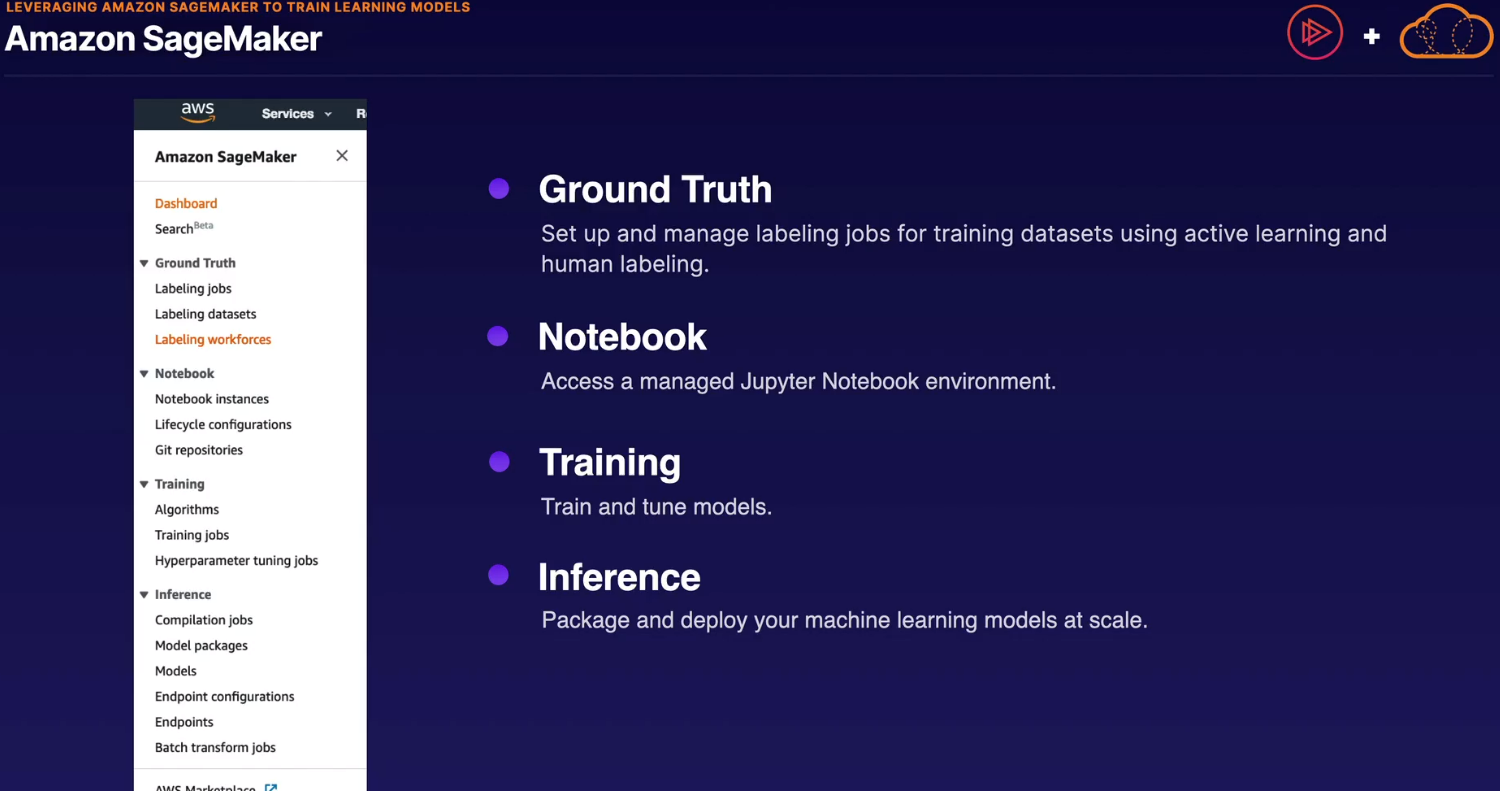 LEVERAGING AMAZON SAGEMAKER TO TRAIN LEARNING MODELS
Amazon SageMaker
aws Services
Amazon SageMaker
Dashboard
Search Beta
Ground Truth
Labeling jobs
Labeling datasets
Labeling workforces
Notebook
Notebook instances
Lifecycle configurations
Git repositories
Training
Algorithms
Training jobs
Hyperparameter tuning jobs
Inference
Compilation jobs
Model packages
Models
Endpoint configurations
Endpoints
Batch transform jobs
AWS Marketplace
Ground Truth
Set up and manage labeling jobs for training datasets using active learning and
human labeling.
Notebook
Access a managed Jupyter Notebook environment.
Training
Train and tune models.
Inference
Package and deploy your machine learning models at scale.